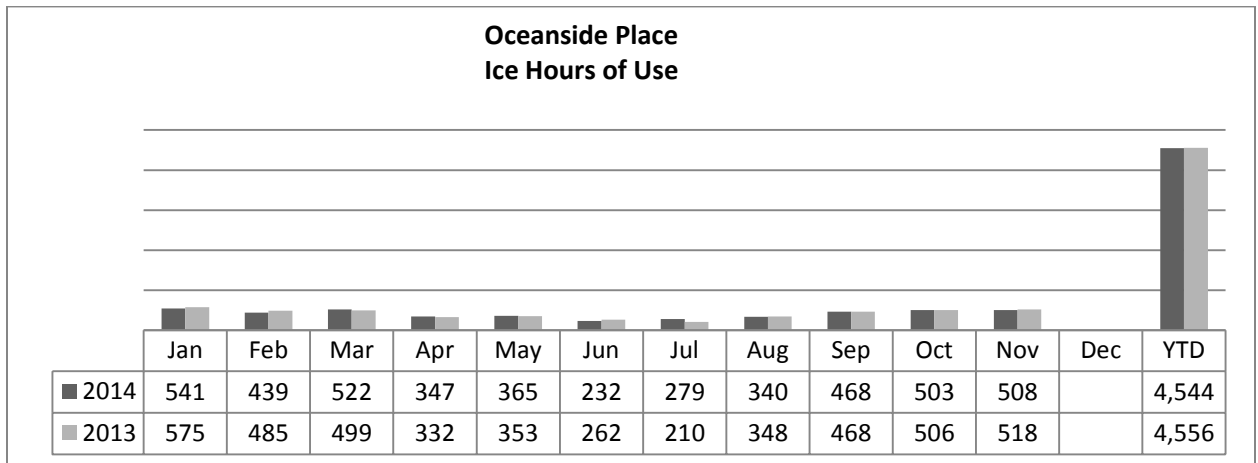 Oceanside Place
Ice Hours of Use
Jan Feb Mar Apr May Jun Jul Aug Sep Oct Nov Dec YTD
2014 541 439 522 347 365 232 279 340 468 503 508 4,544
2013 575 485 499 332 353 262 210 348 468 506 518 4,556